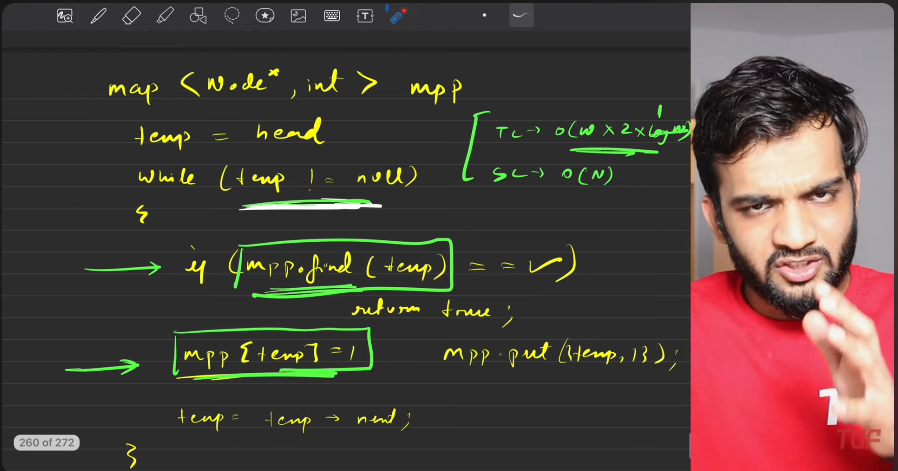 map <Node*, int> mpp
temp = head
while (temp != null)
{
TC → O(N × 2 × log n)
SC → O(N)
if (mpp.find(temp) == ✓)
return true;
mpp[temp] = 1
mpp.put({temp, 1});
temp = temp → next;
}
260 of 272
TUF